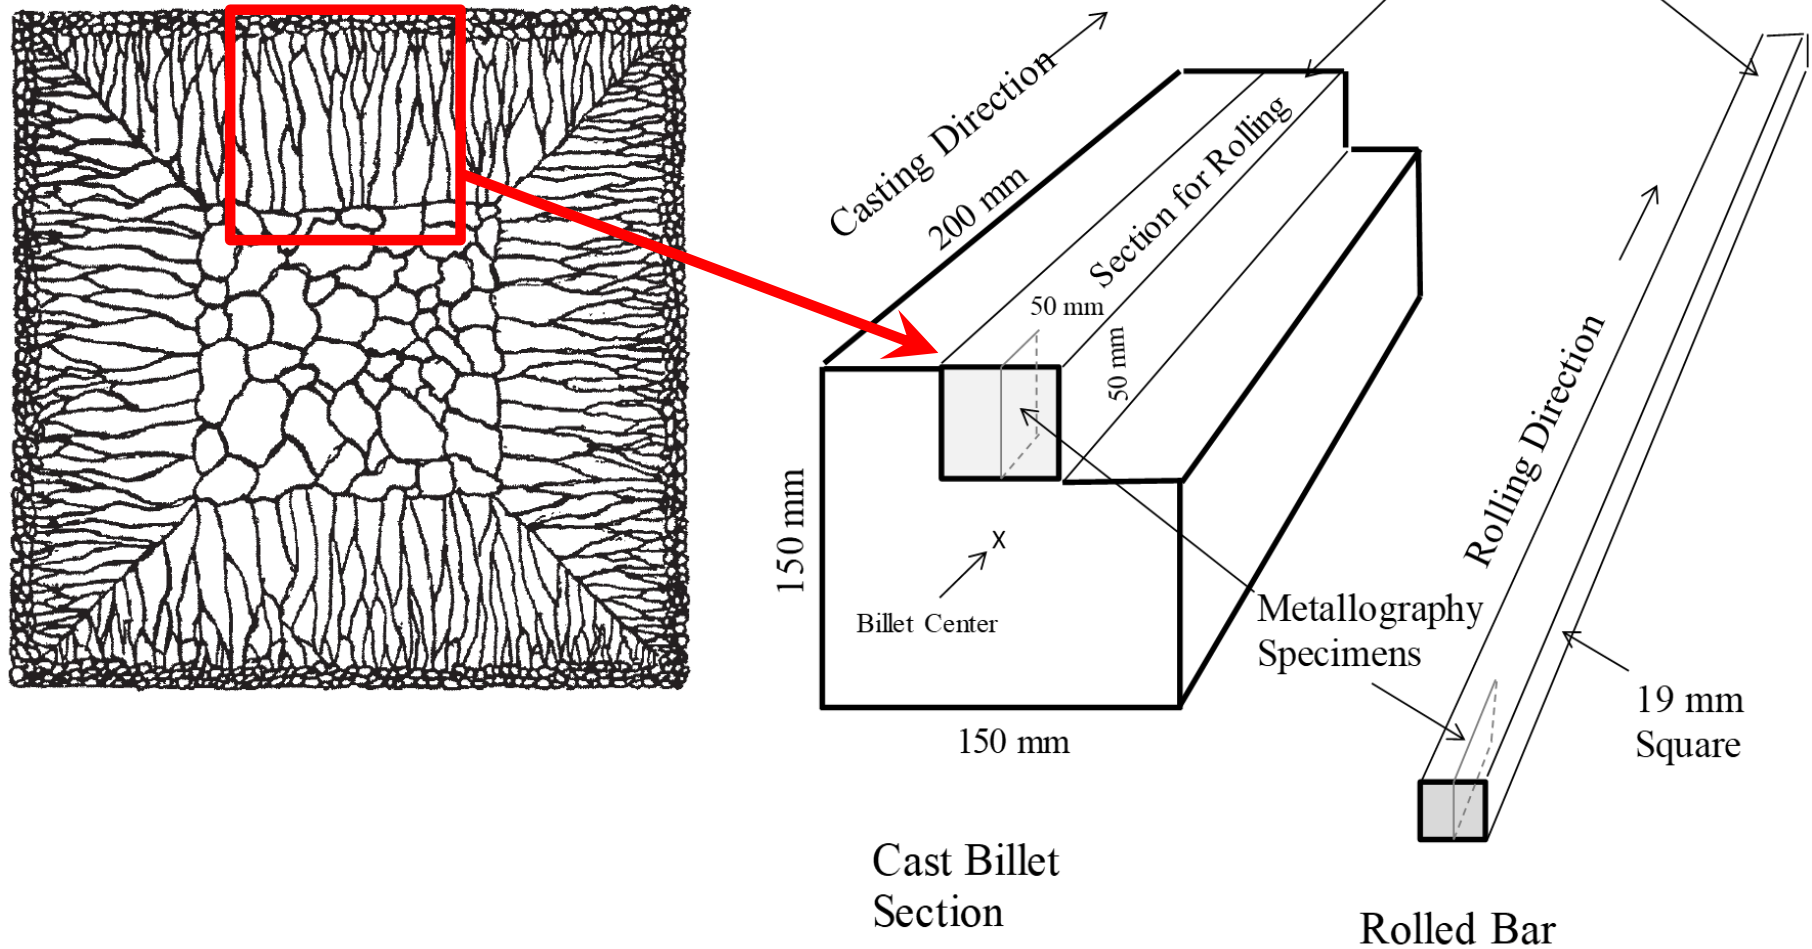 Casting Direction
200 mm
Section for Rolling
50 mm
50 mm
150 mm
X
Billet Center
150 mm
Cast Billet
Section
Rolling Direction
Metallography
Specimens
19 mm
Square
Rolled Bar